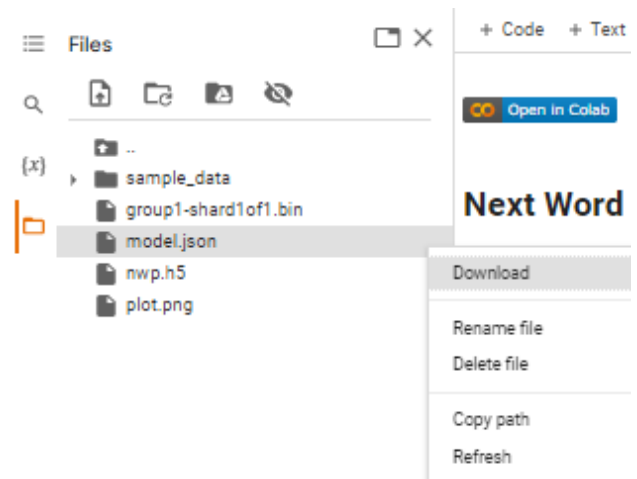 Files
+ Code + Text
{x}
..
sample_data
group1-shard1of1.bin
model.json
nwp.h5
plot.png
CO Open in Colab
Next Word
Download
Rename file
Delete file
Copy path
Refresh